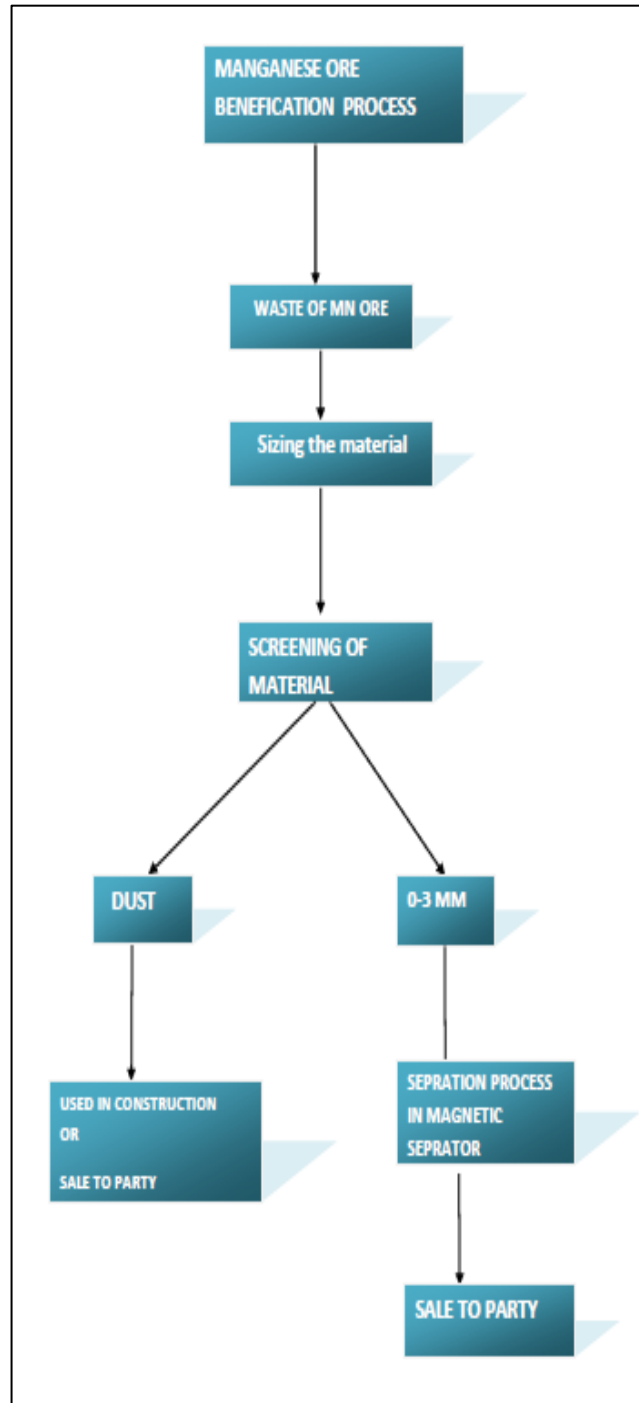 MANGANESE ORE
BENEFICATION PROCESS
WASTE OF MN ORE
Sizing the material
SCREENING OF
MATERIAL
DUST
0-3 MM
USED IN CONSTRUCTION
OR
SALE TO PARTY
SEPRATION PROCESS
IN MAGNETIC
SEPRATOR
SALE TO PARTY